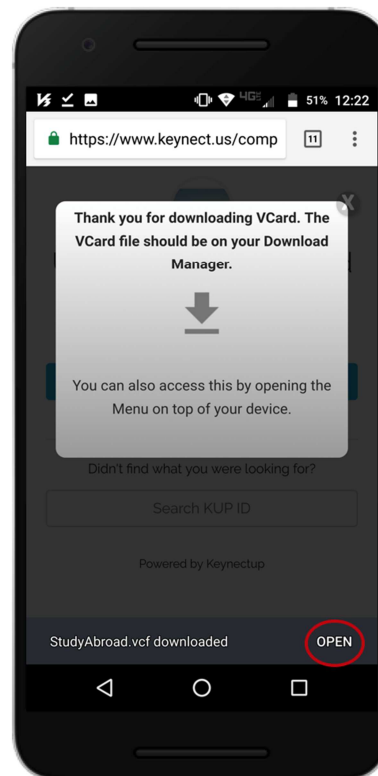 4G
51% 12:22
https://www.keynect.us/comp
11
X
Thank you for downloading VCard. The
VCard file should be on your Download
Manager.
You can also access this by opening the
Menu on top of your device.
Didn't find what you were looking for?
Search KUP ID
Powered by Keynectup
StudyAbroad.vcf downloaded OPEN